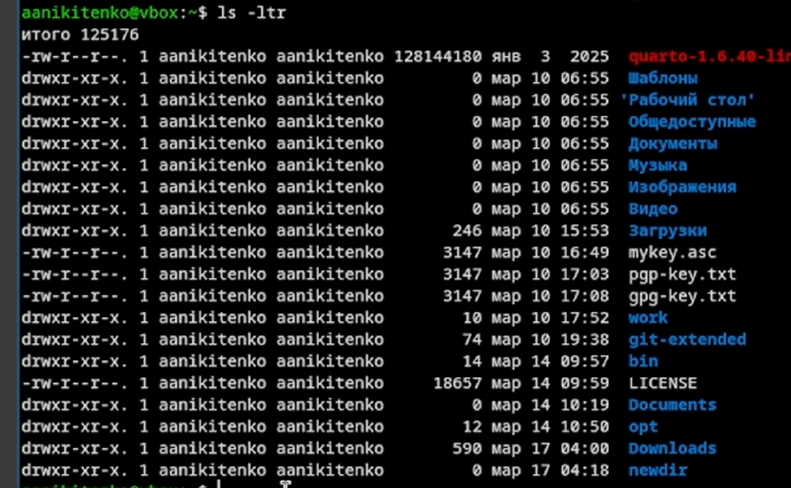 aanikitenko@vbox:~$ ls -ltr
итого 125176
-rw-r--r--. 1 aanikitenko aanikitenko 128144180 янв  3  2025  quarto-1.6.40-lin
drwxr-xr-x. 1 aanikitenko aanikitenko         0 мар 10 06:55  Шаблоны
drwxr-xr-x. 1 aanikitenko aanikitenko         0 мар 10 06:55 'Рабочий стол'
drwxr-xr-x. 1 aanikitenko aanikitenko         0 мар 10 06:55  Общедоступные
drwxr-xr-x. 1 aanikitenko aanikitenko         0 мар 10 06:55  Документы
drwxr-xr-x. 1 aanikitenko aanikitenko         0 мар 10 06:55  Музыка
drwxr-xr-x. 1 aanikitenko aanikitenko         0 мар 10 06:55  Изображения
drwxr-xr-x. 1 aanikitenko aanikitenko         0 мар 10 06:55  Видео
drwxr-xr-x. 1 aanikitenko aanikitenko       246 мар 10 15:53  Загрузки
-rw-r--r--. 1 aanikitenko aanikitenko      3147 мар 10 16:49  mykey.asc
-rw-r--r--. 1 aanikitenko aanikitenko      3147 мар 10 17:03  pgp-key.txt
-rw-r--r--. 1 aanikitenko aanikitenko      3147 мар 10 17:08  gpg-key.txt
drwxr-xr-x. 1 aanikitenko aanikitenko        10 мар 10 17:52  work
drwxr-xr-x. 1 aanikitenko aanikitenko        74 мар 10 19:38  git-extended
drwxr-xr-x. 1 aanikitenko aanikitenko        14 мар 14 09:57  bin
-rw-r--r--. 1 aanikitenko aanikitenko     18657 мар 14 09:59  LICENSE
drwxr-xr-x. 1 aanikitenko aanikitenko         0 мар 14 10:19  Documents
drwxr-xr-x. 1 aanikitenko aanikitenko        12 мар 14 10:50  opt
drwxr-xr-x. 1 aanikitenko aanikitenko       590 мар 17 04:00  Downloads
drwxr-xr-x. 1 aanikitenko aanikitenko         0 мар 17 04:18  newdir